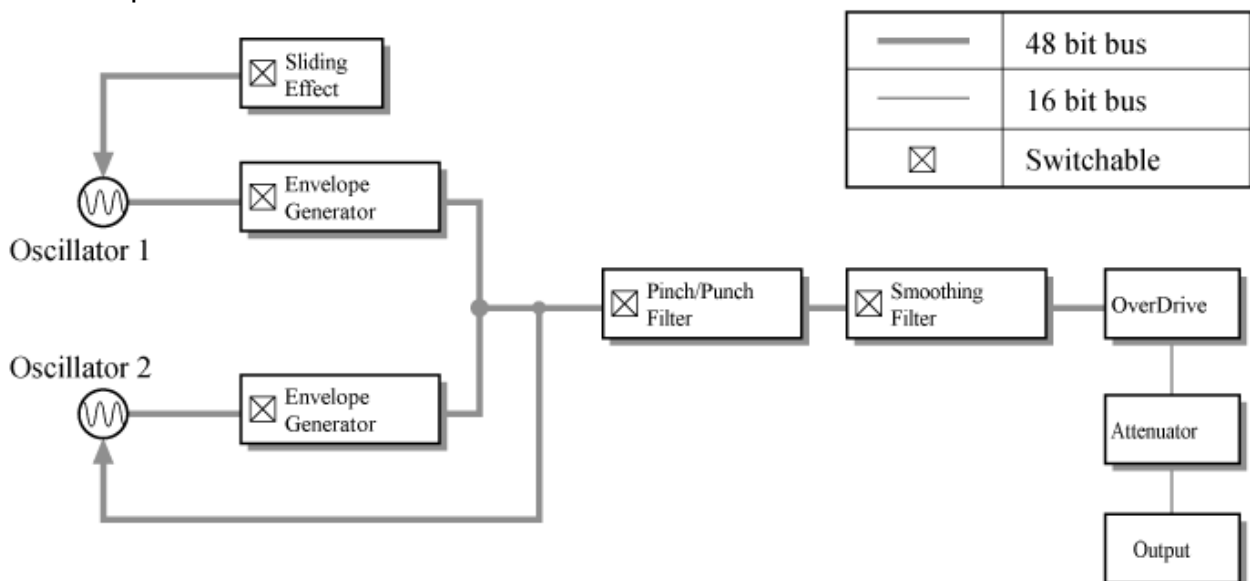 Sliding
Effect
48 bit bus
16 bit bus
Switchable
Envelope
Generator
Oscillator 1
Pinch/Punch
Filter
Smoothing
Filter
OverDrive
Oscillator 2
Envelope
Generator
Attenuator
Output